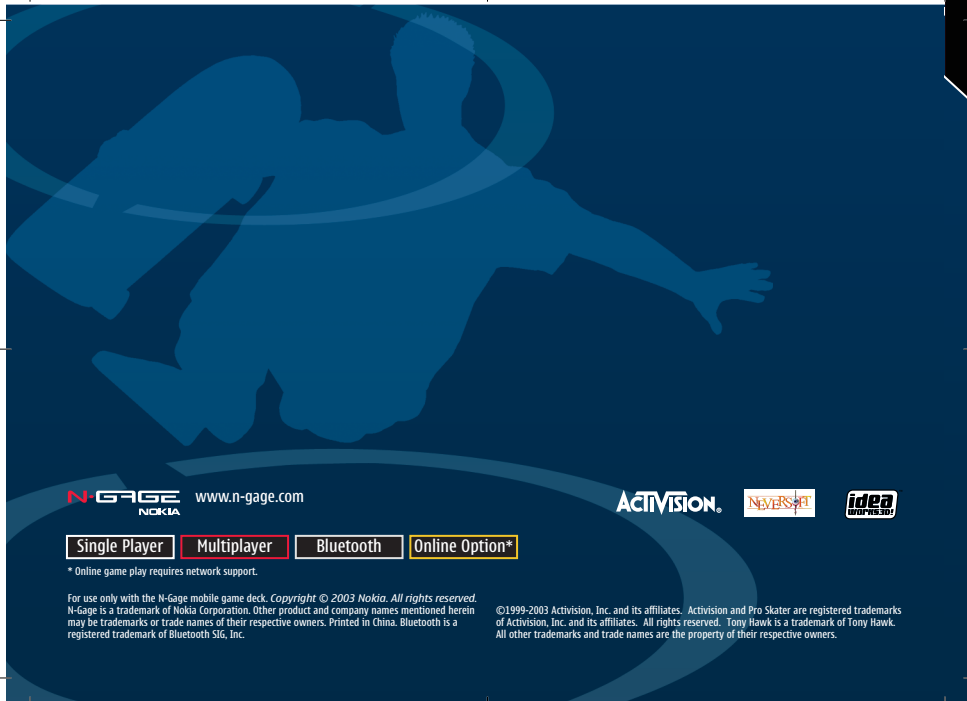 N-GAGE www.n-gage.com
NOKIA
ACTIVISION®
NEVERSOFT
idea
WORKS3D!
Single Player Multiplayer Bluetooth Online Option*
* Online game play requires network support.
For use only with the N-Gage mobile game deck. Copyright © 2003 Nokia. All rights reserved.
N-Gage is a trademark of Nokia Corporation. Other product and company names mentioned herein
may be trademarks or trade names of their respective owners. Printed in China. Bluetooth is a
registered trademark of Bluetooth SIG, Inc.
©1999-2003 Activision, Inc. and its affiliates. Activision and Pro Skater are registered trademarks
of Activision, Inc. and its affiliates. All rights reserved. Tony Hawk is a trademark of Tony Hawk.
All other trademarks and trade names are the property of their respective owners.